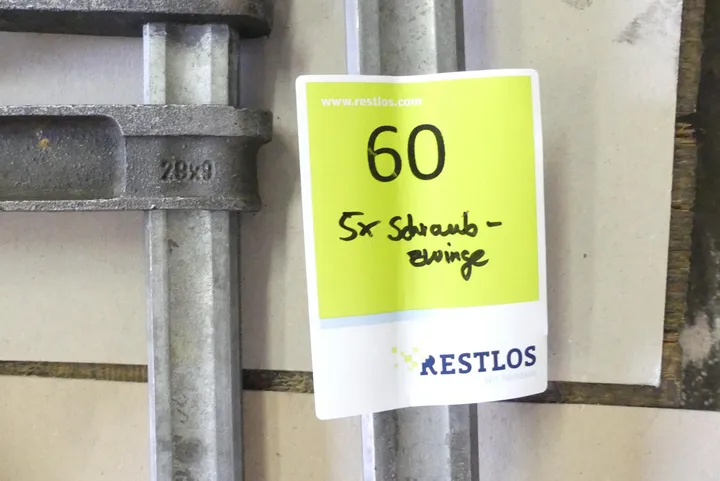 www.restlos.com
60
28x9
5x Schraub-
zwinge
RESTLOS